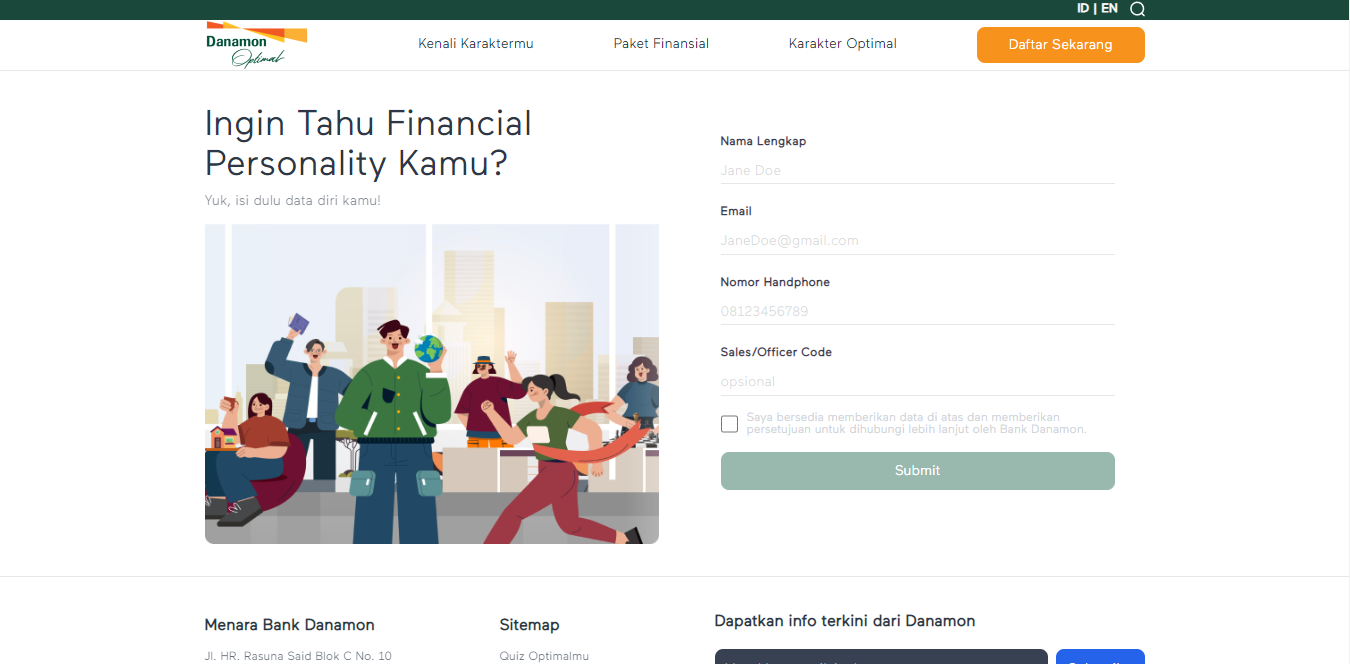 ID | EN
Danamon
Optimal
Kenali Karaktermu
Paket Finansial
Karakter Optimal
Daftar Sekarang
Ingin Tahu Financial
Personality Kamu?
Yuk, isi dulu data diri kamu!
Nama Lengkap
Jane Doe
Email
JaneDoe@gmail.com
Nomor Handphone
08123456789
Sales/Officer Code
opsional
Saya bersedia memberikan data di atas dan memberikan
persetujuan untuk dihubungi lebih lanjut oleh Bank Danamon.
Submit
Menara Bank Danamon
Jl. HR. Rasuna Said Blok C No. 10
Sitemap
Quiz Optimalmu
Dapatkan info terkini dari Danamon